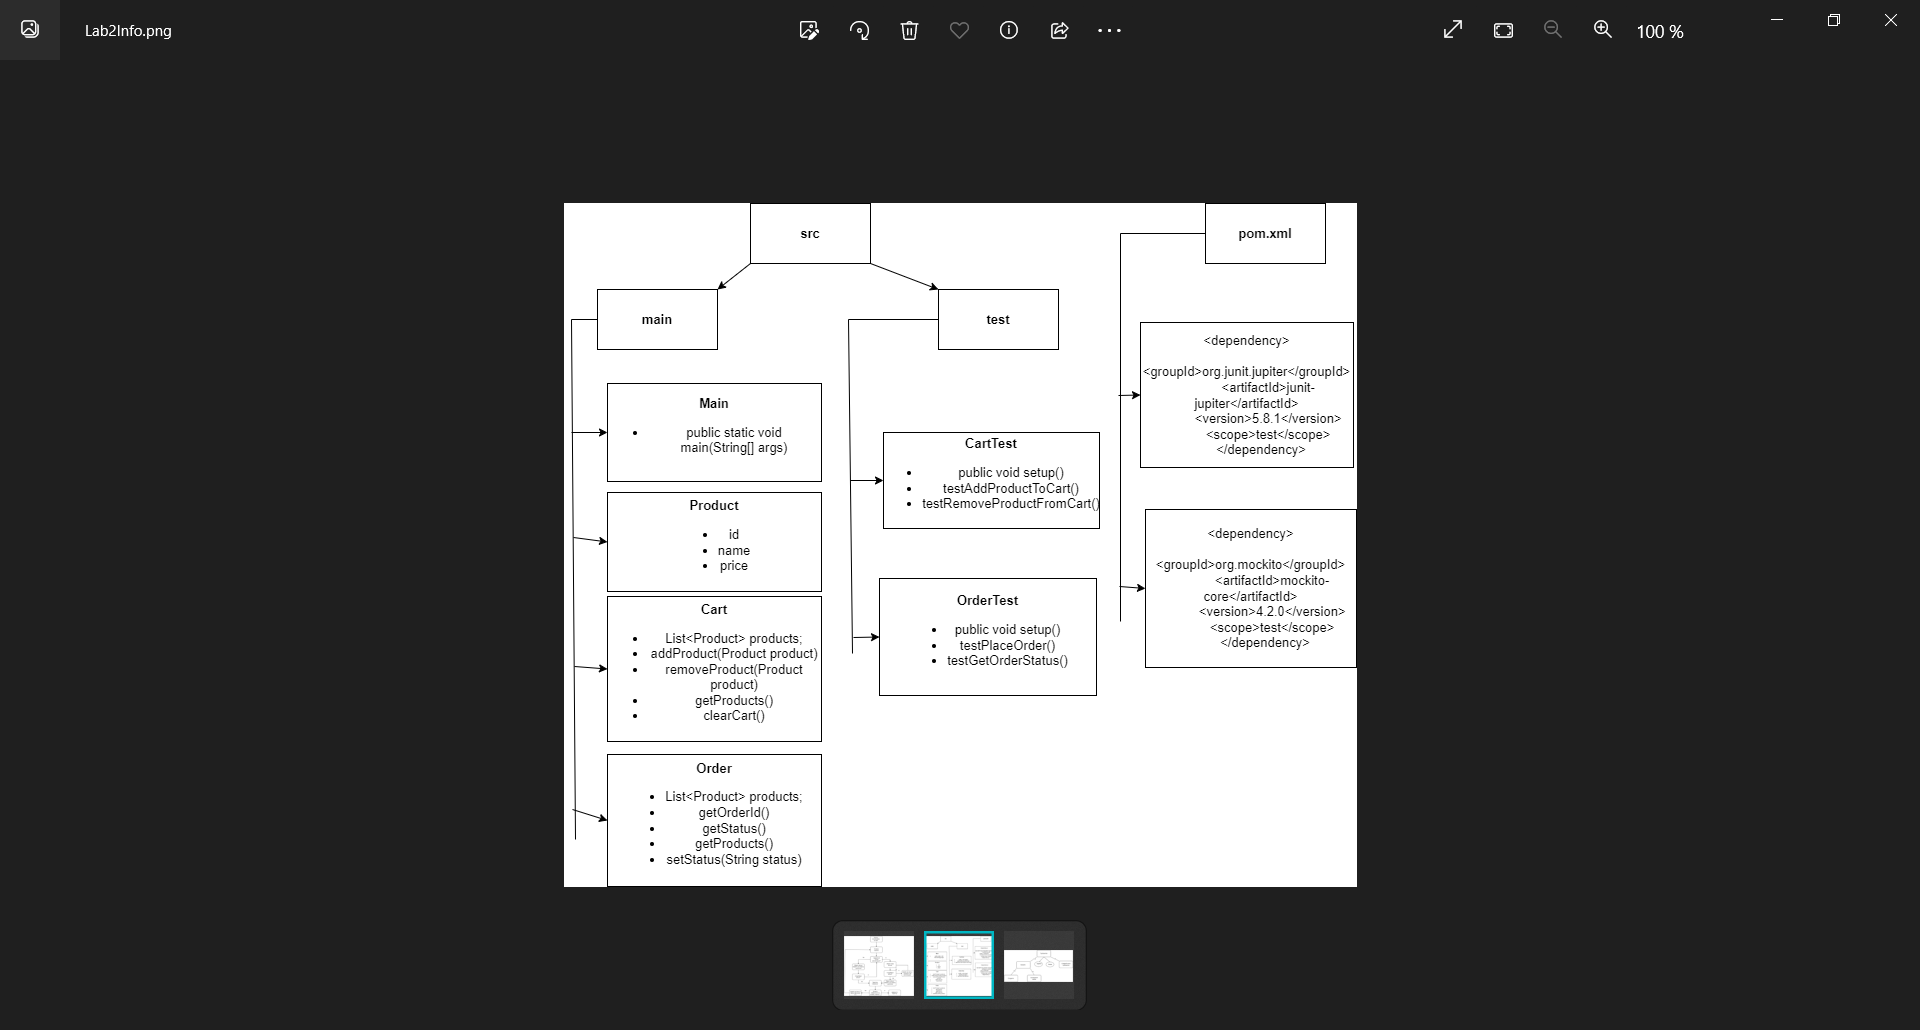 Lab2Info.png
100 %
src
pom.xml
main
test
Main
public static void
main(String[] args)
Product
id
name
price
Cart
List<Product> products;
addProduct(Product product)
removeProduct(Product
product)
getProducts()
clearCart()
Order
List<Product> products;
getOrderId()
getStatus()
getProducts()
setStatus(String status)
CartTest
public void setup()
testAddProductToCart()
testRemoveProductFromCart()
OrderTest
public void setup()
testPlaceOrder()
testGetOrderStatus()
<dependency>
<groupId>org.junit.jupiter</groupId>
<artifactId>junit-
jupiter</artifactId>
<version>5.8.1</version>
<scope>test</scope>
</dependency>
<dependency>
<groupId>org.mockito</groupId>
<artifactId>mockito-
core</artifactId>
<version>4.2.0</version>
<scope>test</scope>
</dependency>